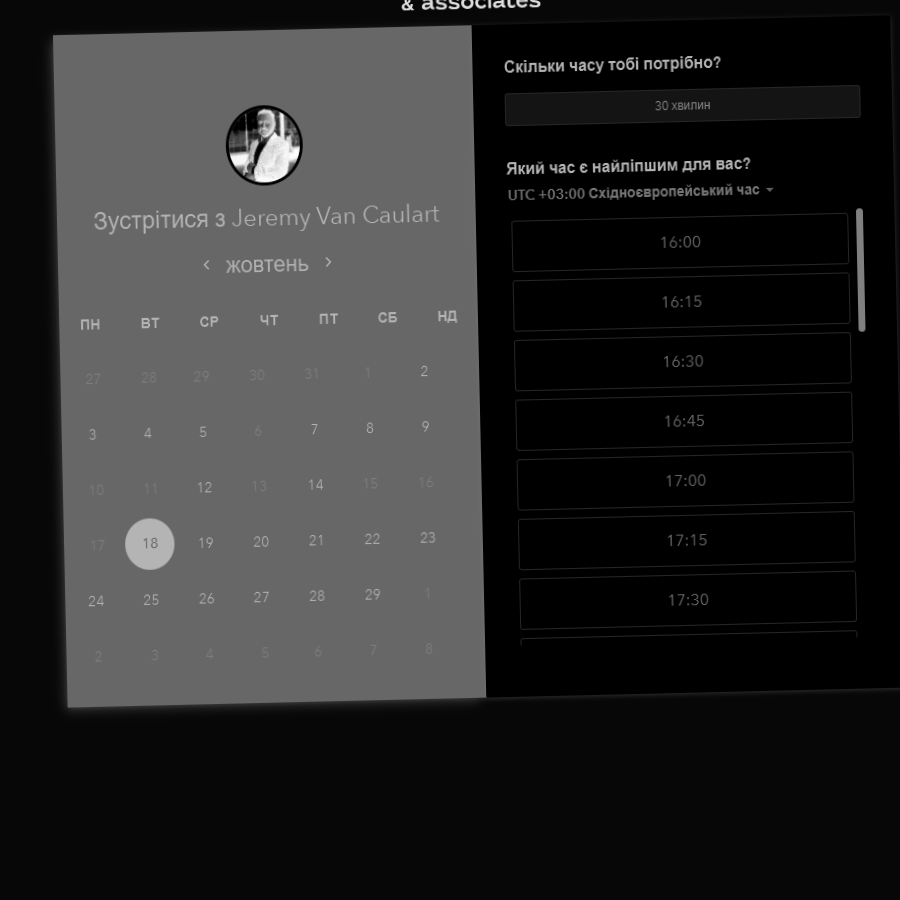 & associates
Зустрітися з Jeremy Van Caulart
жовтень
ПН ВТ СР ЧТ ПТ СБ НД
27 28 29 30 31 1 2
3 4 5 6 7 8 9
10 11 12 13 14 15 16
17 18 19 20 21 22 23
24 25 26 27 28 29 1
2 3 4 5 6 7 8
Скільки часу тобі потрібно?
30 хвилин
Який час є найліпшим для вас?
UTC +03:00 Східноєвропейський час
16:00
16:15
16:30
16:45
17:00
17:15
17:30